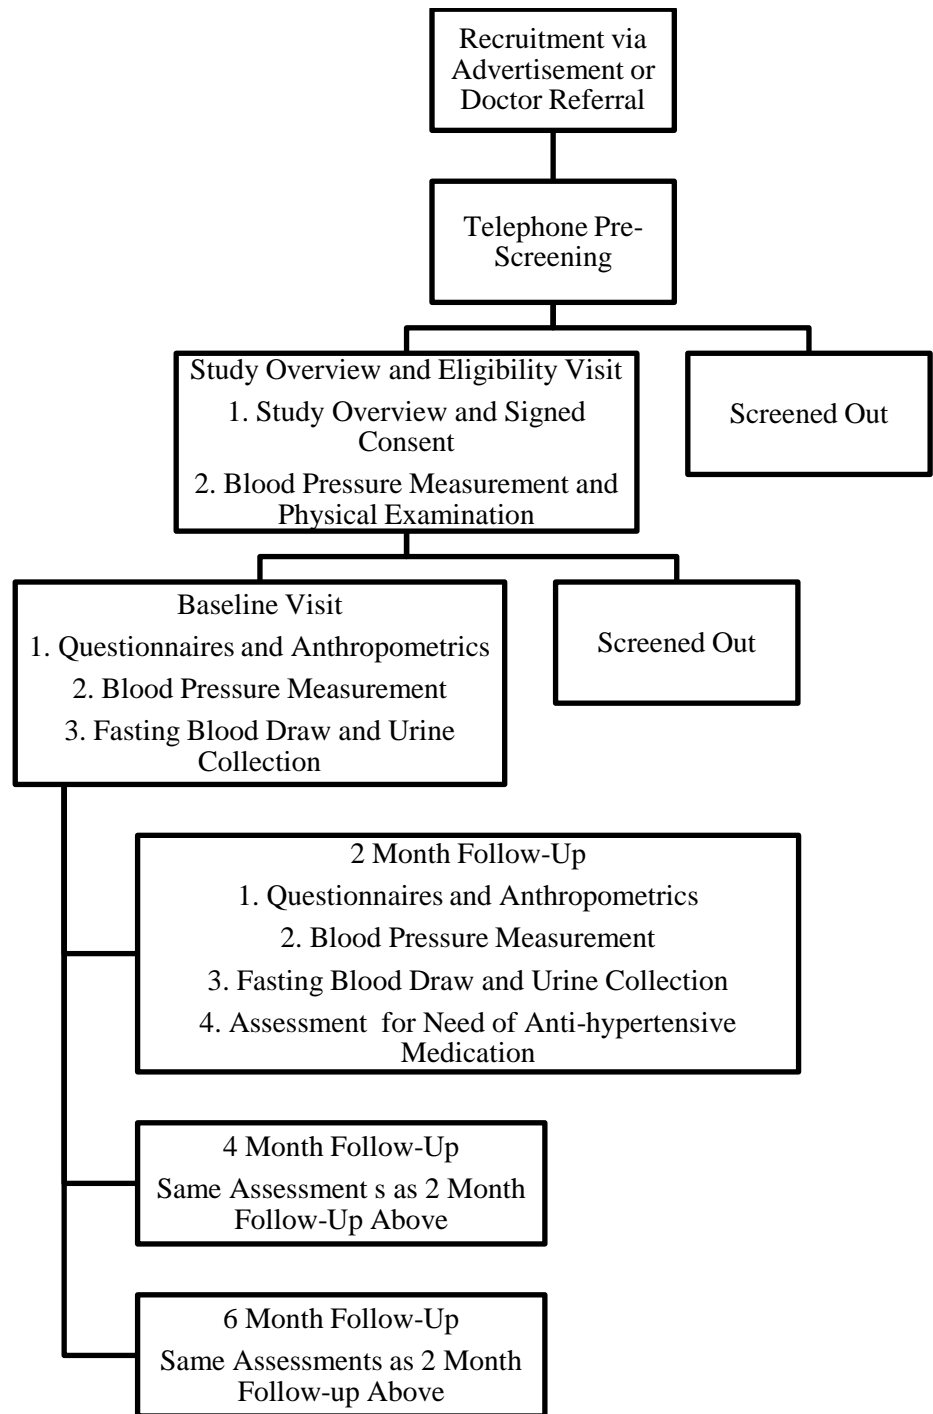 Recruitment via
Advertisement or
Doctor Referral
Telephone Pre-
Screening
Study Overview and Eligibility Visit
1. Study Overview and Signed
Consent
2. Blood Pressure Measurement and
Physical Examination
Screened Out
Baseline Visit
1. Questionnaires and Anthropometrics
2. Blood Pressure Measurement
3. Fasting Blood Draw and Urine
Collection
Screened Out
2 Month Follow-Up
1. Questionnaires and Anthropometrics
2. Blood Pressure Measurement
3. Fasting Blood Draw and Urine Collection
4. Assessment  for Need of Anti-hypertensive
Medication
4 Month Follow-Up
Same Assessment s as 2 Month
Follow-Up Above
6 Month Follow-Up
Same Assessments as 2 Month
Follow-up Above